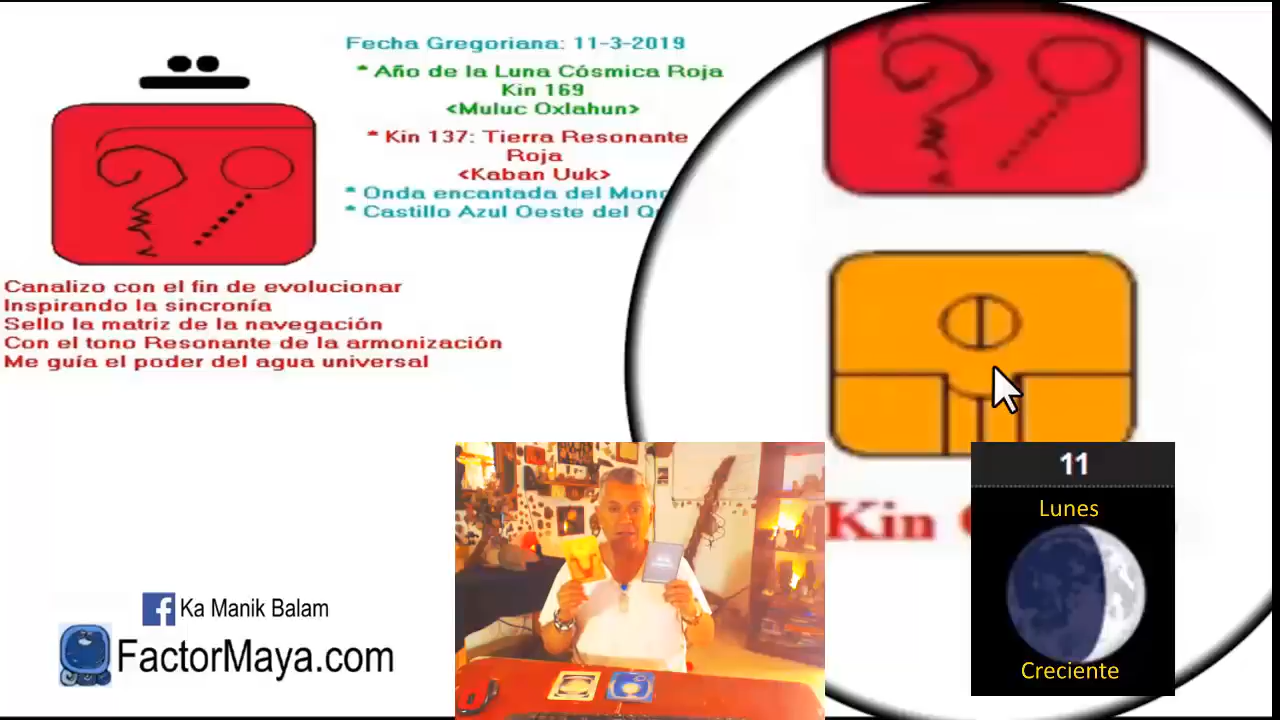 Fecha Gregoriana: 11-3-2019
* Año de la Luna Cósmica Roja
Kin 169
<Muluc Oxlahun>
* Kin 137: Tierra Resonante
Roja
<Kaban Uuk>
* Onda encantada del
* Castillo Azul Oeste del
Canalizo con el fin de evolucionar
Inspirando la sincronía
Sello la matriz de la navegación
Con el tono Resonante de la armonización
Me guía el poder del agua universal
Kin
11
Lunes
Creciente
Ka Manik Balam
FactorMaya.com